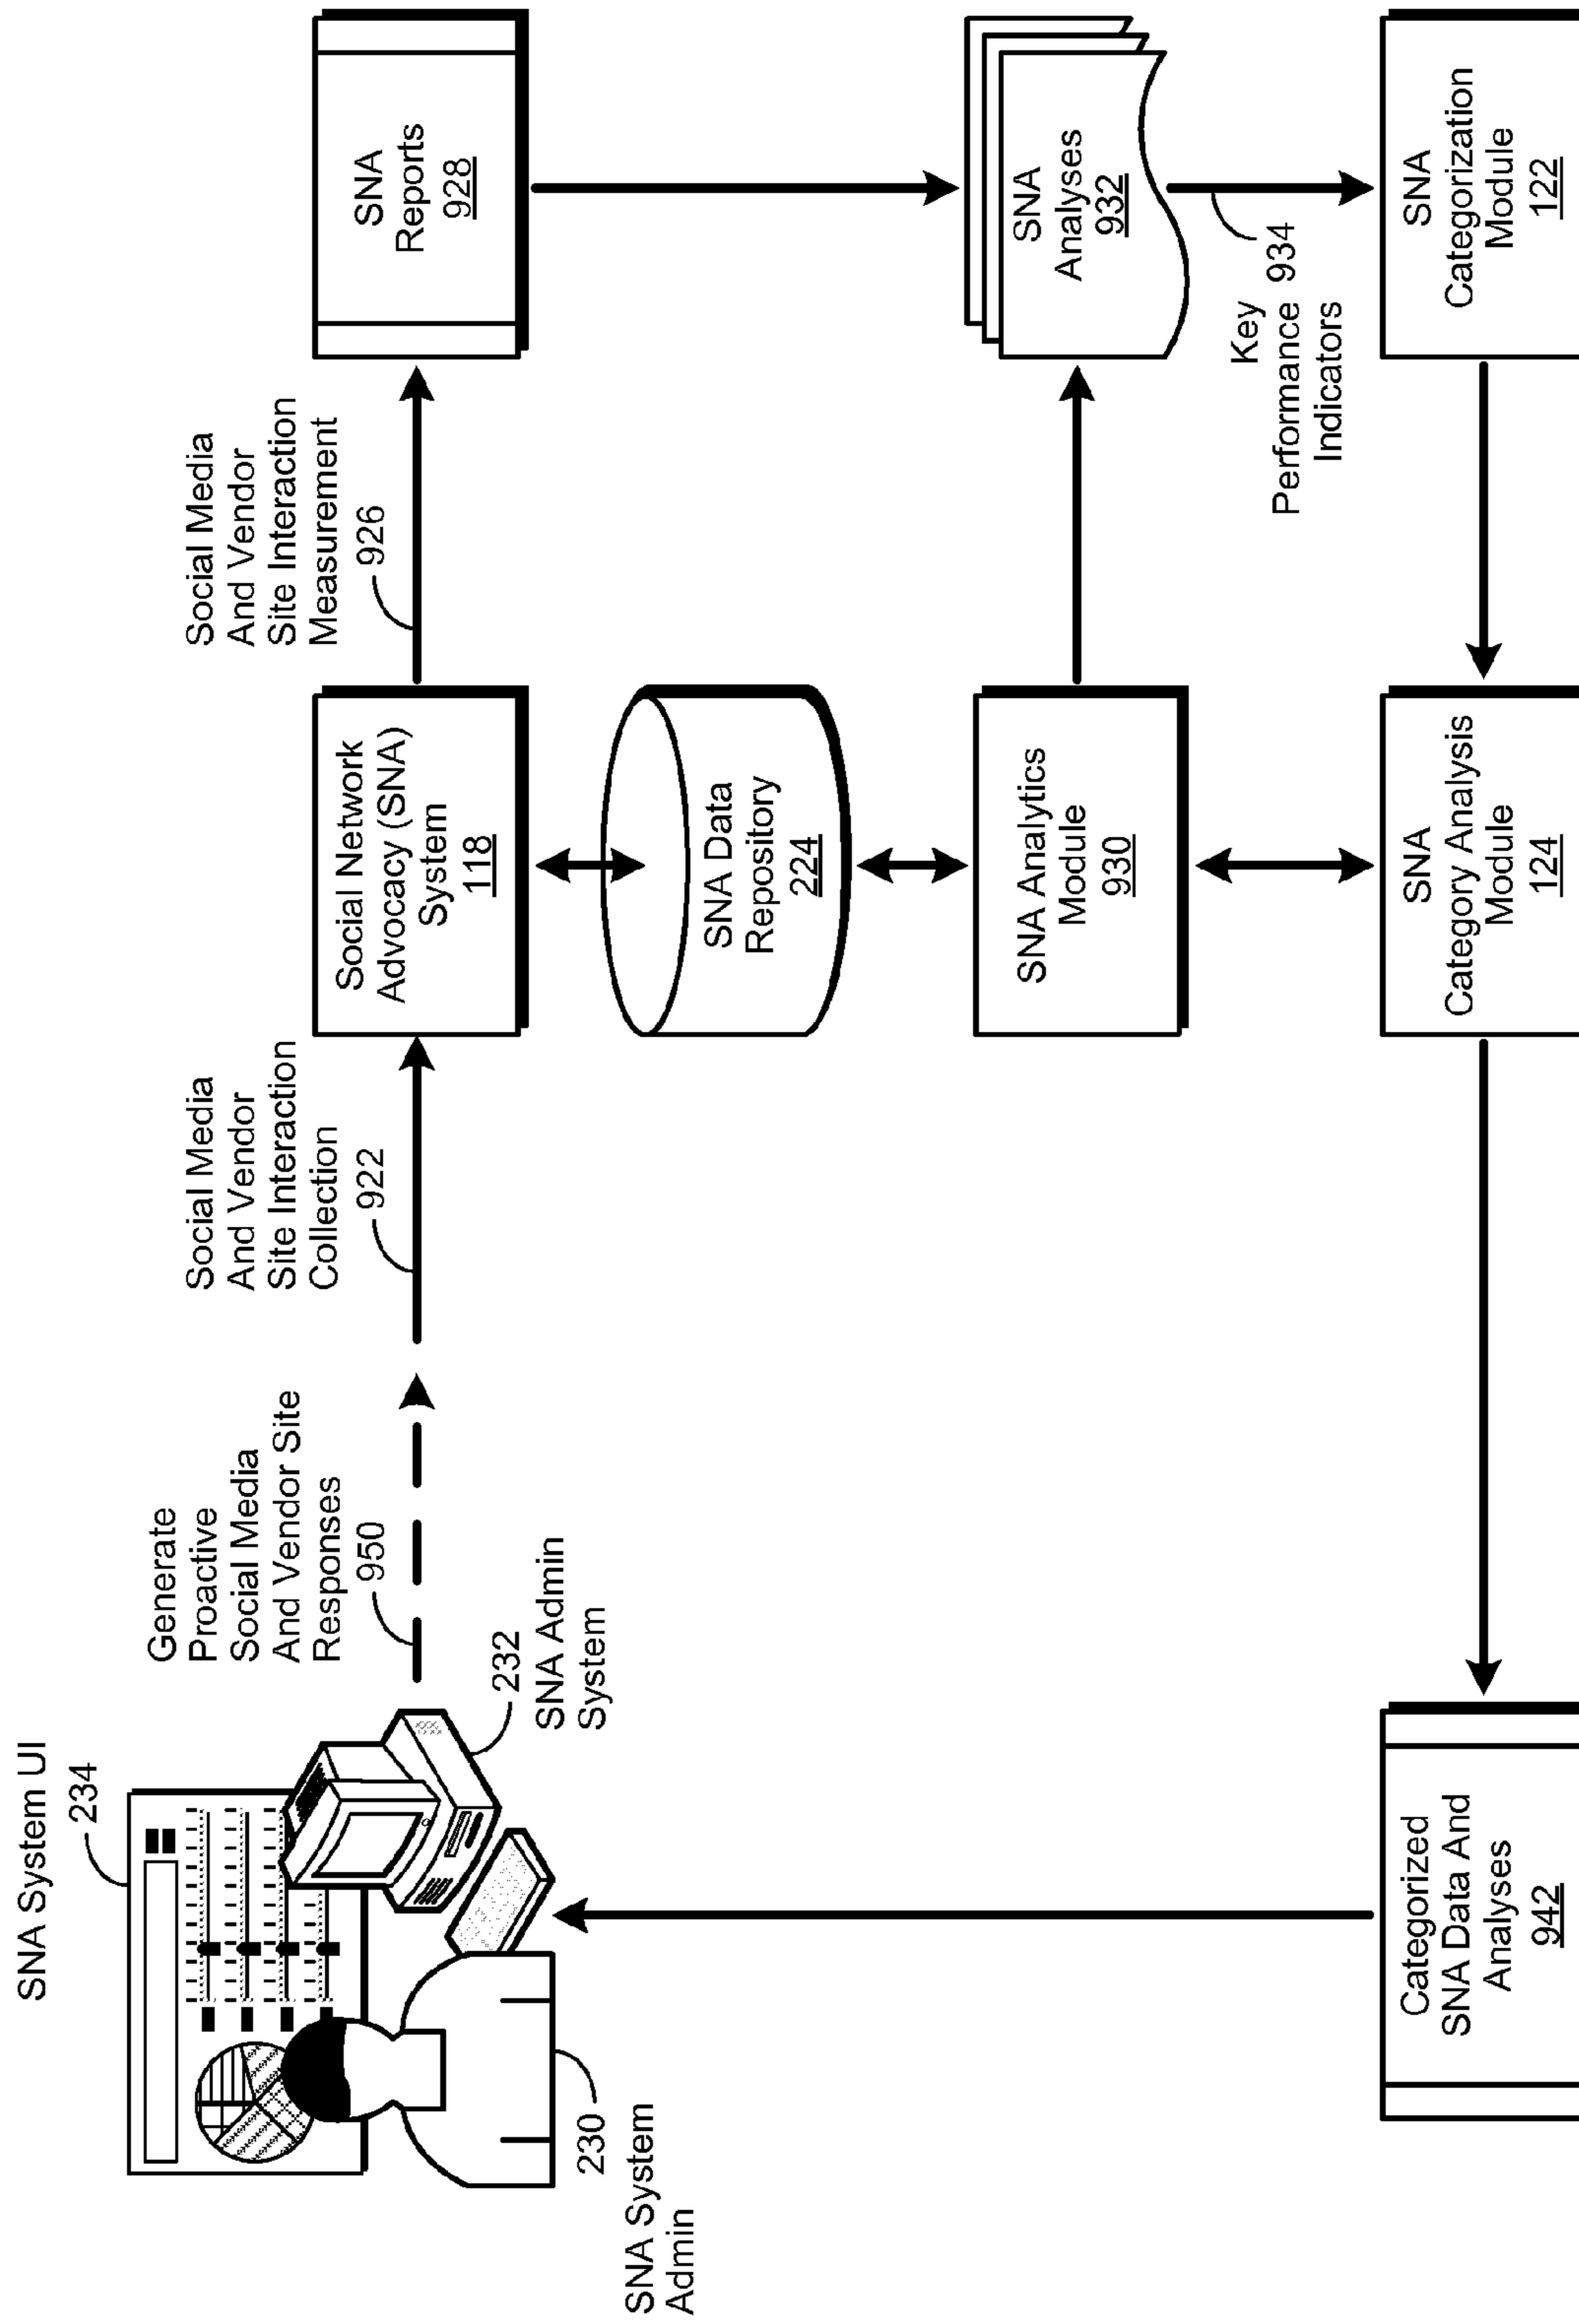 SNA System UI
234
Generate
Proactive
Social Media
And Vendor Site
Responses
950
Social Media
And Vendor
Site Interaction
Collection
922
Social Media
And Vendor
Site Interaction
Measurement
926
232
SNA Admin
System
230
SNA System
Admin
Social Network
Advocacy (SNA)
System
118
SNA
Reports
928
SNA Data
Repository
224
SNA Analytics
Module
930
SNA
Analyses
932
Key
Performance 934
Indicators
Categorized
SNA Data And
Analyses
942
SNA
Category Analysis
Module
124
SNA
Categorization
Module
122